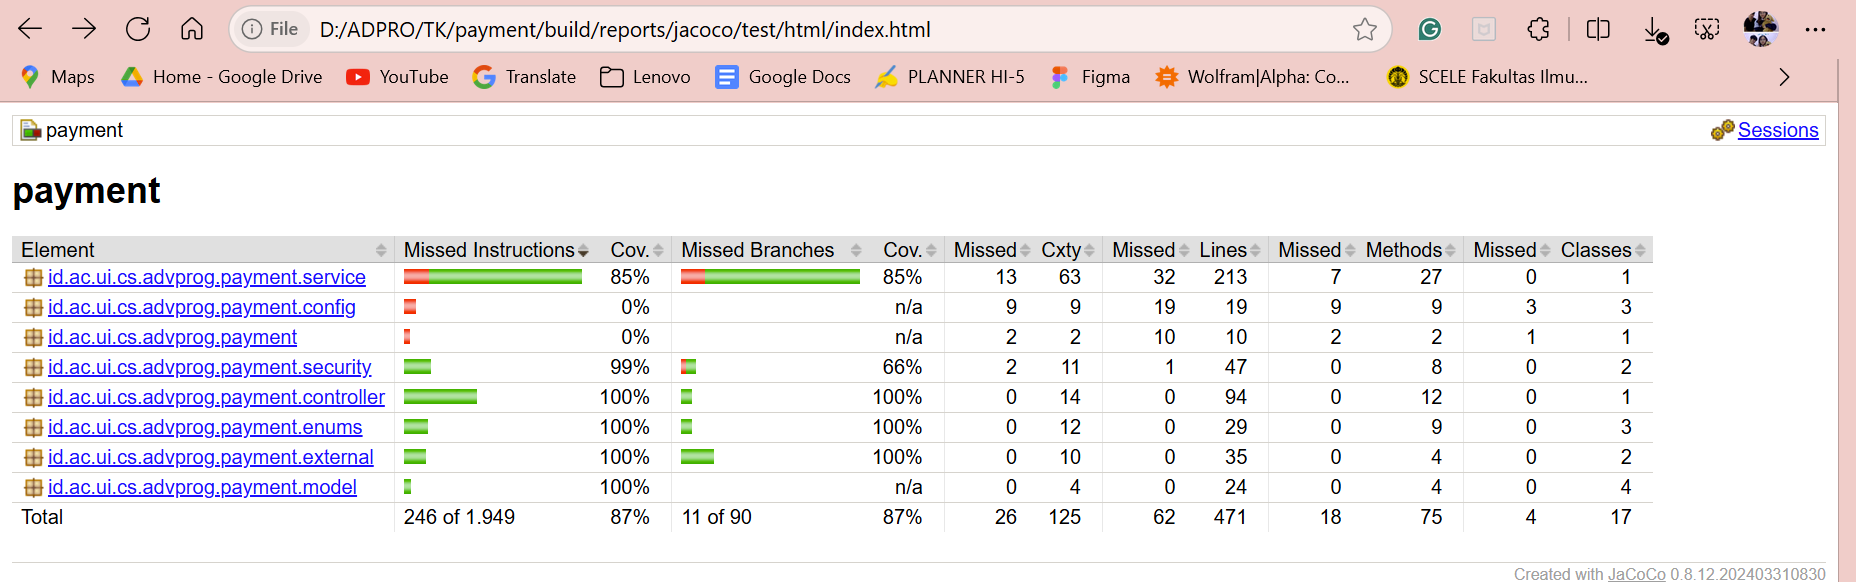 File D:/ADPRO/TK/payment/build/reports/jacoco/test/html/index.html
Maps Home - Google Drive YouTube Translate Lenovo Google Docs PLANNER HI-5 Figma Wolfram|Alpha: Co... SCELE Fakultas Ilmu...
payment Sessions
payment
Element Missed Instructions Cov. Missed Branches Cov. Missed Cxty Missed Lines Missed Methods Missed Classes
id.ac.ui.cs.advprog.payment.service 85% 85% 13 63 32 213 7 27 0 1
id.ac.ui.cs.advprog.payment.config 0% n/a 9 9 19 19 9 9 3 3
id.ac.ui.cs.advprog.payment 0% n/a 2 2 10 10 2 2 1 1
id.ac.ui.cs.advprog.payment.security 99% 66% 2 11 1 47 0 8 0 2
id.ac.ui.cs.advprog.payment.controller 100% 100% 0 14 0 94 0 12 0 1
id.ac.ui.cs.advprog.payment.enums 100% 100% 0 12 0 29 0 9 0 3
id.ac.ui.cs.advprog.payment.external 100% 100% 0 10 0 35 0 4 0 2
id.ac.ui.cs.advprog.payment.model 100% n/a 0 4 0 24 0 4 0 4
Total 246 of 1.949 87% 11 of 90 87% 26 125 62 471 18 75 4 17
Created with JaCoCo 0.8.12.202403310830